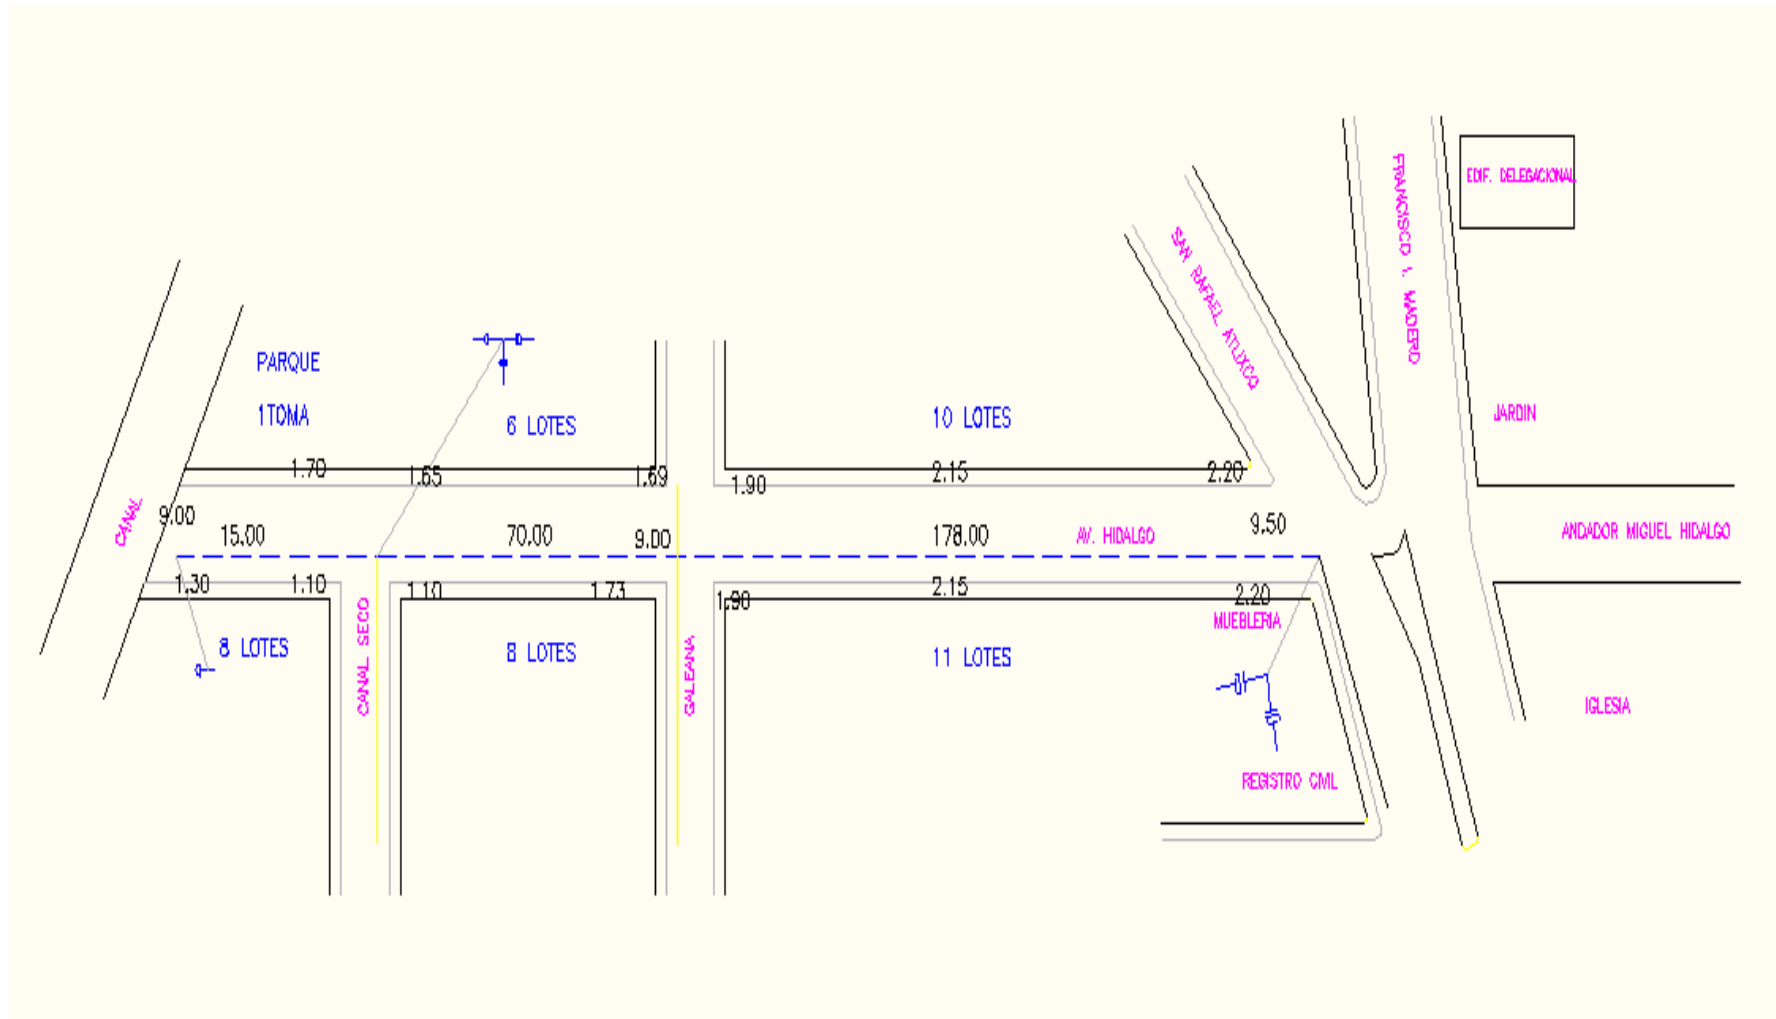 FRANCISCO I. MADERO
EDIF. DELEGACIONAL
SAN RAFAEL ATLIXCO
PARQUE
1 TOMA
6 LOTES
10 LOTES
JARDIN
1.70
1.65
1.69
1.90
2.15
2.20
CANAL
9.00
15.00
70.00
9.00
178.00
AV. HIDALGO
9.50
ANDADOR MIGUEL HIDALGO
1.30
1.10
1.10
1.73
1.90
2.15
2.20
MUEBLERIA
8 LOTES
CANAL SECO
8 LOTES
GALEANA
11 LOTES
IGLESIA
REGISTRO CIVIL